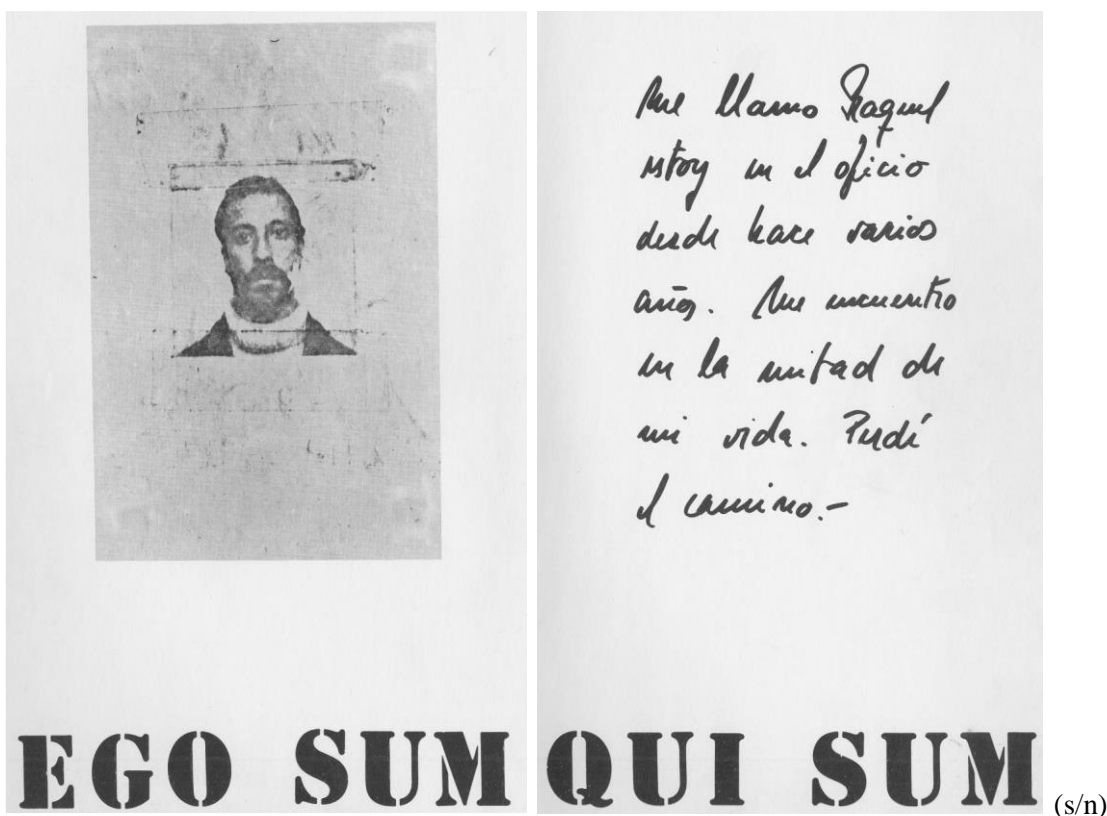 Me llamo Raquel
estoy en el oficio
desde hace varios
años. Me encuentro
en la mitad de
mi vida. Perdí
el camino.-
EGO SUM
QUI SUM
(s/n)